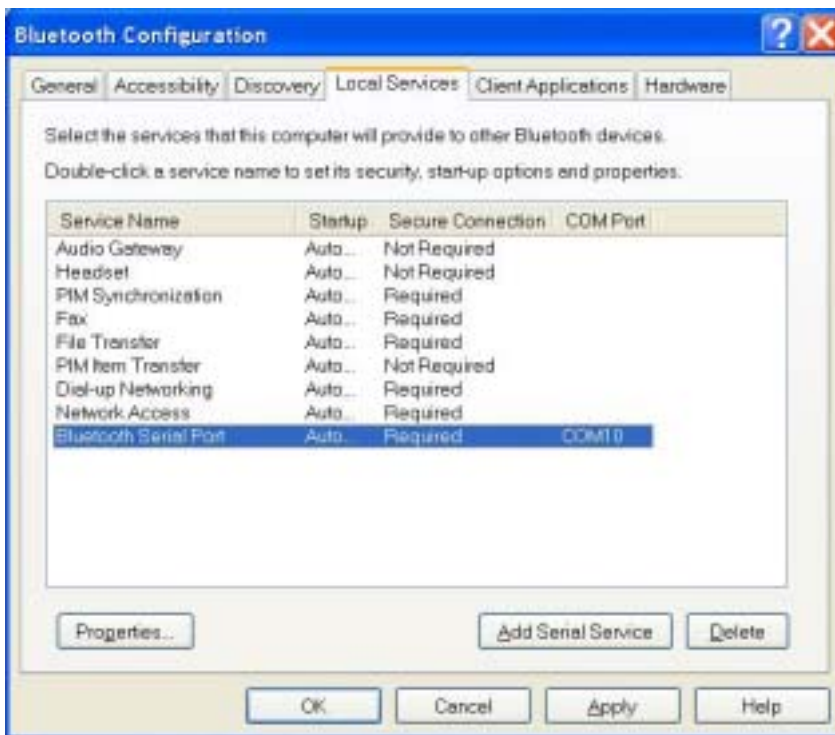 Bluetooth Configuration
General Accessibility Discovery Local Services Client Applications Hardware
Select the services that this computer will provide to other Bluetooth devices.
Double-click a service name to set its security, start-up options and properties.
Service Name Startup Secure Connection COM Port
Audio Gateway Auto... Not Required
Headset Auto... Not Required
PIM Synchronization Auto... Required
Fax Auto... Required
File Transfer Auto... Required
PIM Item Transfer Auto... Not Required
Dial-up Networking Auto... Required
Network Access Auto... Required
Bluetooth Serial Port Auto... Required COM10
Properties... Add Serial Service Delete
OK Cancel Apply Help